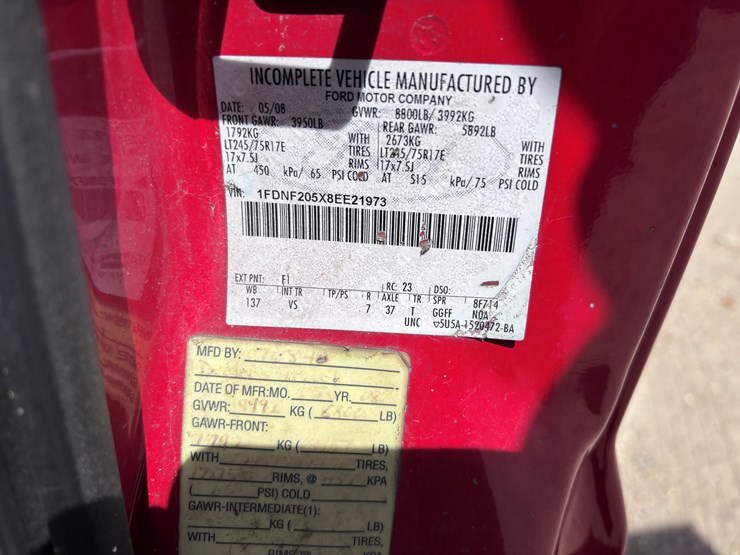 INCOMPLETE VEHICLE MANUFACTURED BY
FORD MOTOR COMPANY
DATE: 05/08 GVWR: 8800LB/ 3992KG
FRONT GAWR: 3950LB REAR GAWR: 5892LB
1792KG WITH 2673KG WITH
LT245/75R17E TIRES LT245/75R17E TIRES
17x7.5J RIMS 17x7.5J RIMS
AT 450 kPa/ 65 PSI COLD AT 515 kPa/ 75 PSI COLD
VIN: 1FDNF205X8EE21973
EXT PNT: F1 RC: 23 DSO:
WB INT TR TP/PS R AXLE TR SPR 8F714
137 VS 7 37 T GGFF N0A
UNC ▽5U5A-1520472-BA
MFD BY:
DATE OF MFR:MO. YR.
GVWR: KG ( LB)
GAWR-FRONT:
KG ( LB)
WITH TIRES,
RIMS, @ KPA
( PSI) COLD
GAWR-INTERMEDIATE(1):
KG ( LB)
WITH TIRES,
RIMS @ KPA